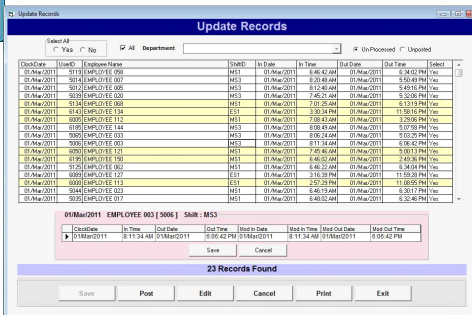 Update Records
Update Records
Select All
Yes No All Department Un-Processed Unposted
ClockDate UserID Employee Name ShiftID In Date In Time Out Date Out Time Select
01/Mar/2011 5119 EMPLOYEE 058 MS1 01/Mar/2011 6:46:42 AM 01/Mar/2011 6:34:02 PM Yes
01/Mar/2011 5014 EMPLOYEE 007 MS3 01/Mar/2011 8:20:48 AM 01/Mar/2011 5:50:49 PM Yes
01/Mar/2011 5012 EMPLOYEE 005 MS3 01/Mar/2011 8:12:40 AM 01/Mar/2011 5:49:16 PM Yes
01/Mar/2011 5039 EMPLOYEE 020 MS3 01/Mar/2011 7:45:21 AM 01/Mar/2011 5:32:06 PM Yes
01/Mar/2011 5134 EMPLOYEE 068 MS1 01/Mar/2011 7:01:25 AM 01/Mar/2011 6:13:19 PM Yes
01/Mar/2011 6143 EMPLOYEE 134 ES1 01/Mar/2011 3:30:34 PM 01/Mar/2011 11:58:16 PM Yes
01/Mar/2011 6005 EMPLOYEE 112 MS1 01/Mar/2011 7:08:43 AM 01/Mar/2011 3:29:06 PM Yes
01/Mar/2011 6185 EMPLOYEE 144 MS3 01/Mar/2011 8:08:49 AM 01/Mar/2011 5:07:58 PM Yes
01/Mar/2011 5065 EMPLOYEE 033 MS3 01/Mar/2011 8:06:25 AM 01/Mar/2011 5:09:24 PM Yes
01/Mar/2011 5006 EMPLOYEE 003 MS3 01/Mar/2011 8:11:34 AM 01/Mar/2011 6:06:42 PM Yes
01/Mar/2011 6050 EMPLOYEE 121 MS1 01/Mar/2011 7:45:46 AM 01/Mar/2011 5:00:13 PM Yes
01/Mar/2011 6195 EMPLOYEE 150 MS1 01/Mar/2011 6:46:02 AM 01/Mar/2011 2:49:36 PM Yes
01/Mar/2011 5125 EMPLOYEE 062 MS1 01/Mar/2011 6:46:22 AM 01/Mar/2011 6:34:04 PM Yes
01/Mar/2011 6089 EMPLOYEE 127 ES1 01/Mar/2011 3:16:39 PM 01/Mar/2011 11:59:28 PM Yes
01/Mar/2011 6008 EMPLOYEE 113 ES1 01/Mar/2011 2:57:29 PM 01/Mar/2011 11:08:55 PM Yes
01/Mar/2011 5044 EMPLOYEE 023 MS1 01/Mar/2011 6:46:19 AM 01/Mar/2011 6:30:17 PM Yes
01/Mar/2011 5035 EMPLOYEE 017 MS1 01/Mar/2011 6:48:02 AM 01/Mar/2011 6:32:46 PM Yes
01/Mar/2011 EMPLOYEE 003 [ 5006 ] Shift : MS3
ClockDate In Time Out Date Out Time Mod In Date Mod In Time Mod Out Date Mod Out Time
01/Mar/2011 8:11:34 AM 01/Mar/2011 6:06:42 PM 01/Mar/2011 8:11:34 AM 01/Mar/2011 6:06:42 PM
Save Cancel
23 Records Found
Save Post Edit Cancel Print Exit